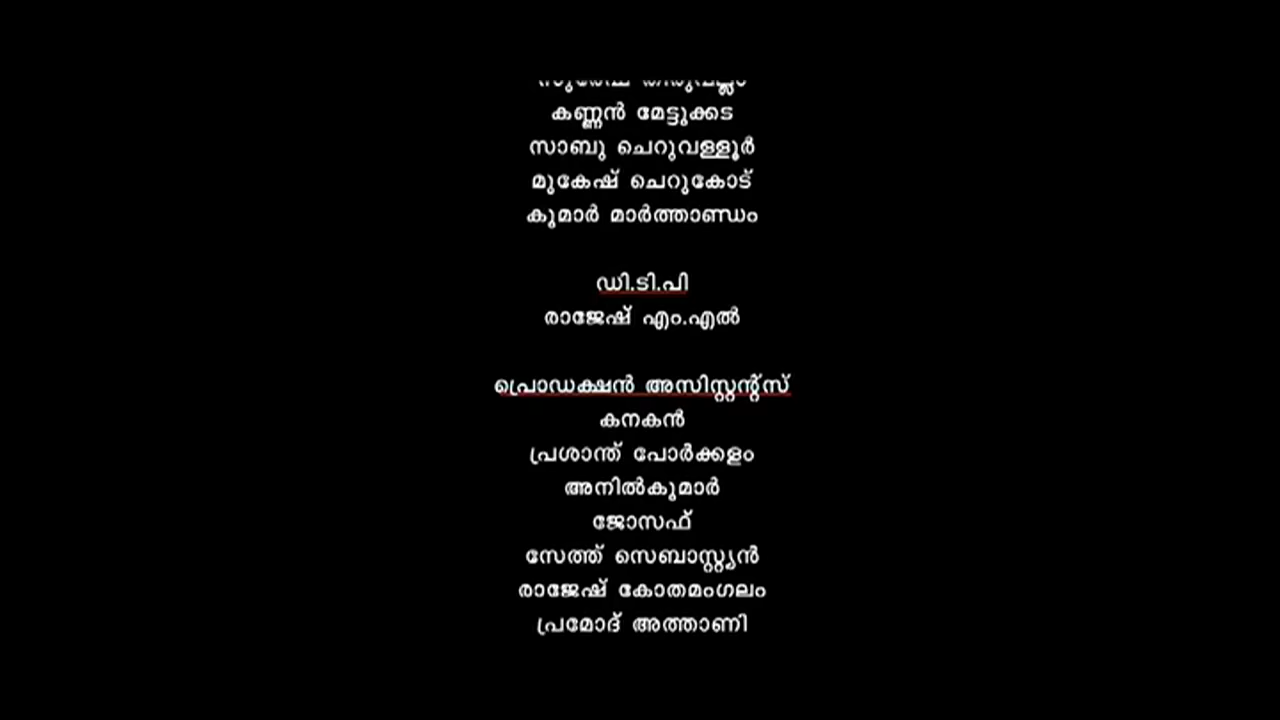 കണ്ണൻ മേട്ടുക്കട
സാബു ചെറുവള്ളൂർ
മുകേഷ് ചെറുകോട്
കുമാർ മാർത്താണ്ഡം
ഡി.ടി.പി
രാജേഷ് എം.എൽ
പ്രൊഡക്ഷൻ അസിസ്റ്റന്റ്സ്
കനകൻ
പ്രശാന്ത് പോർക്കളം
അനിൽകുമാർ
ജോസഫ്
സേത്ത് സെബാസ്റ്റ്യൻ
രാജേഷ് കോതമംഗലം
പ്രമോദ് അത്താണി